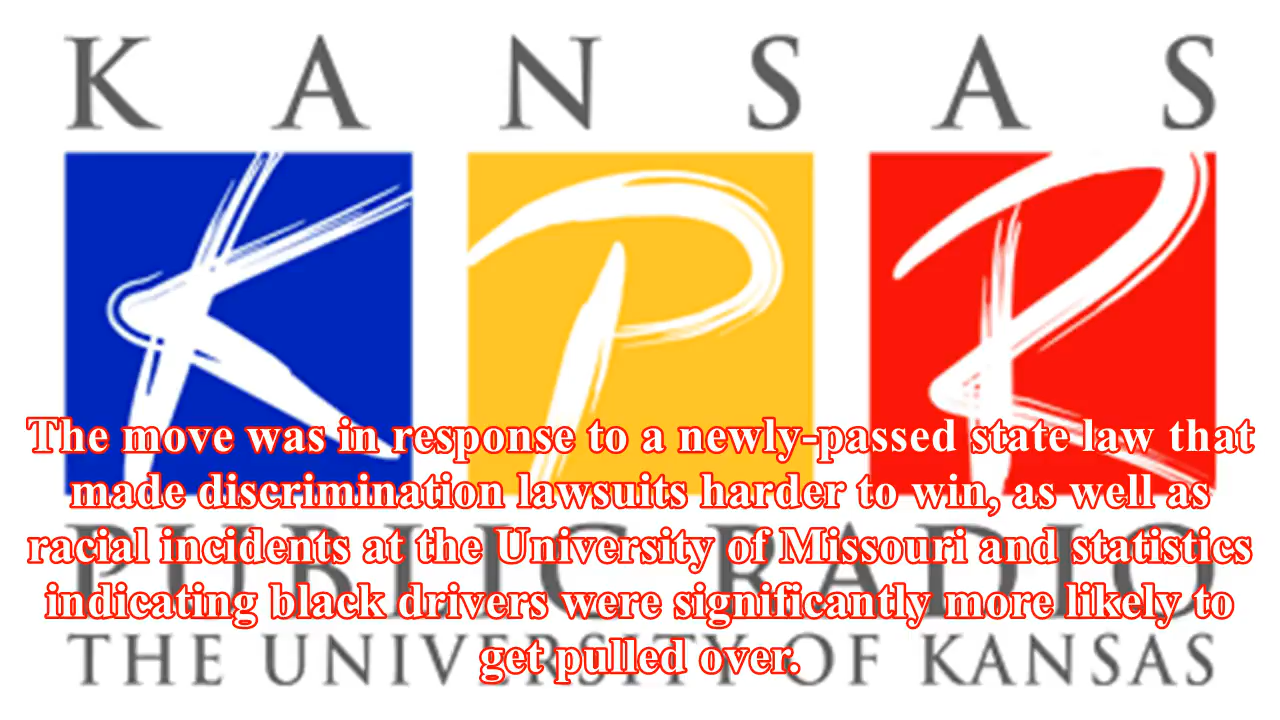 K A N S A S
K P R
The move was in response to a newly-passed state law that
made discrimination lawsuits harder to win, as well as
PUBLIC RADIO
racial incidents at the University of Missouri and statistics
indicating black drivers were significantly more likely to
THE UNIVERSITY OF KANSAS
get pulled over.